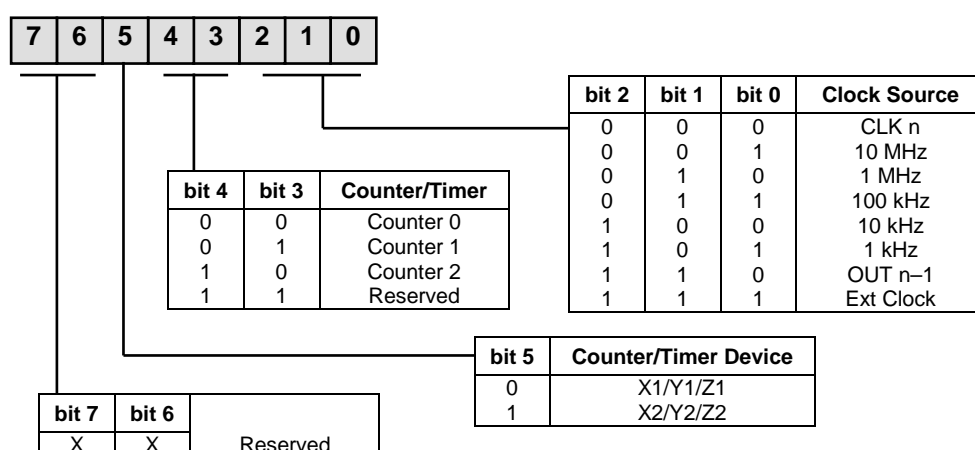 7 6 5 4 3 2 1 0
bit 2 bit 1 bit 0 Clock Source
0 0 0 CLK n
0 0 1 10 MHz
0 1 0 1 MHz
0 1 1 100 kHz
1 0 0 10 kHz
1 0 1 1 kHz
1 1 0 OUT n–1
1 1 1 Ext Clock
bit 4 bit 3 Counter/Timer
0 0 Counter 0
0 1 Counter 1
1 0 Counter 2
1 1 Reserved
bit 5 Counter/Timer Device
0 X1/Y1/Z1
1 X2/Y2/Z2
bit 7 bit 6
X X Reserved